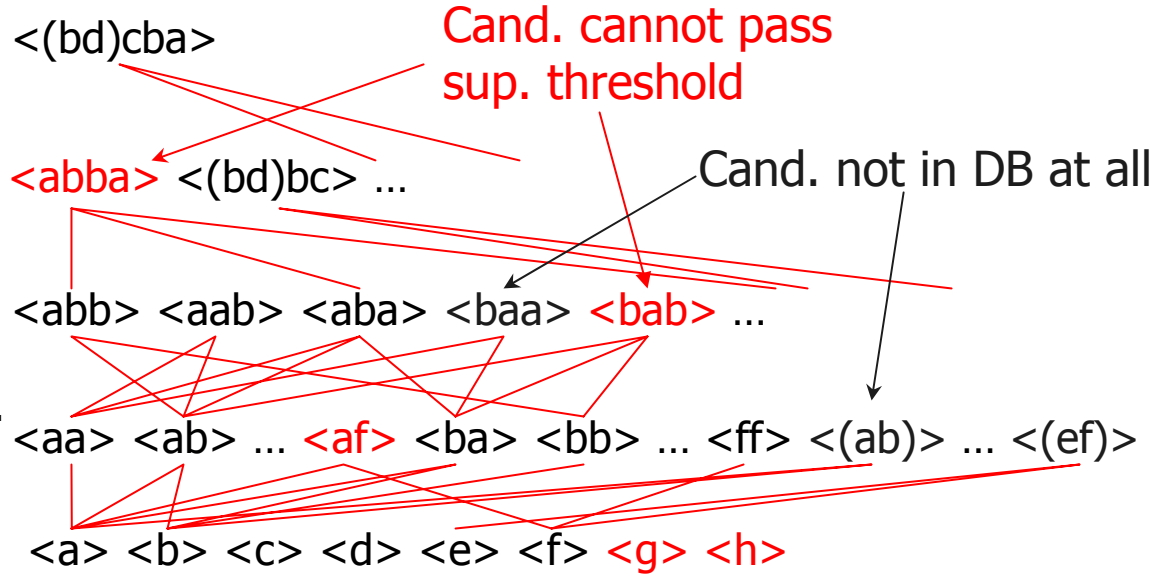 <(bd)cba>
Cand. cannot pass
sup. threshold
<abba> <(bd)bc> ...
Cand. not in DB at all
<abb> <aab> <aba> <baa> <bab> ...
<aa> <ab> ... <af> <ba> <bb> ... <ff> <(ab)> ... <(ef)>
<a> <b> <c> <d> <e> <f> <g> <h>